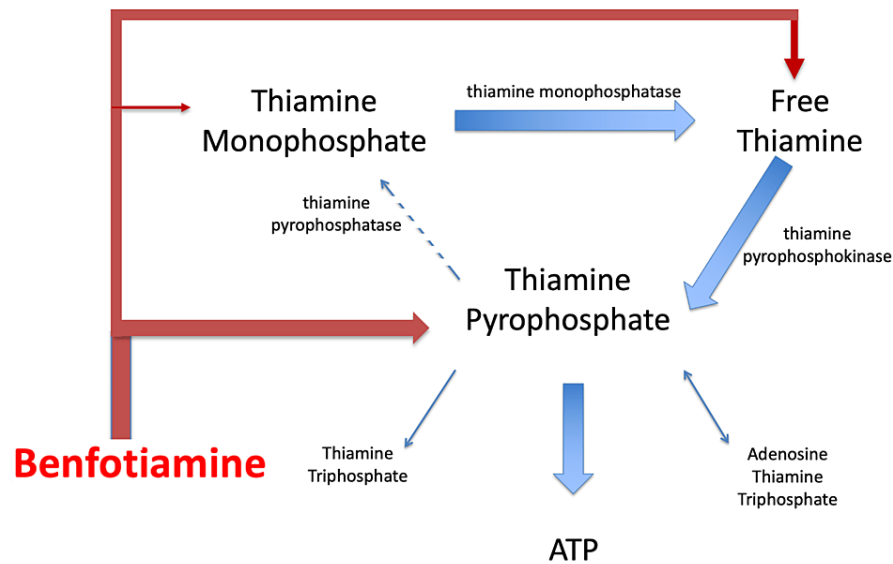 thiamine monophosphatase
Thiamine
Monophosphate
Free
Thiamine
thiamine
pyrophosphatase
thiamine
pyrophosphokinase
Thiamine
Pyrophosphate
Benfotiamine
Thiamine
Triphosphate
Adenosine
Thiamine
Triphosphate
ATP